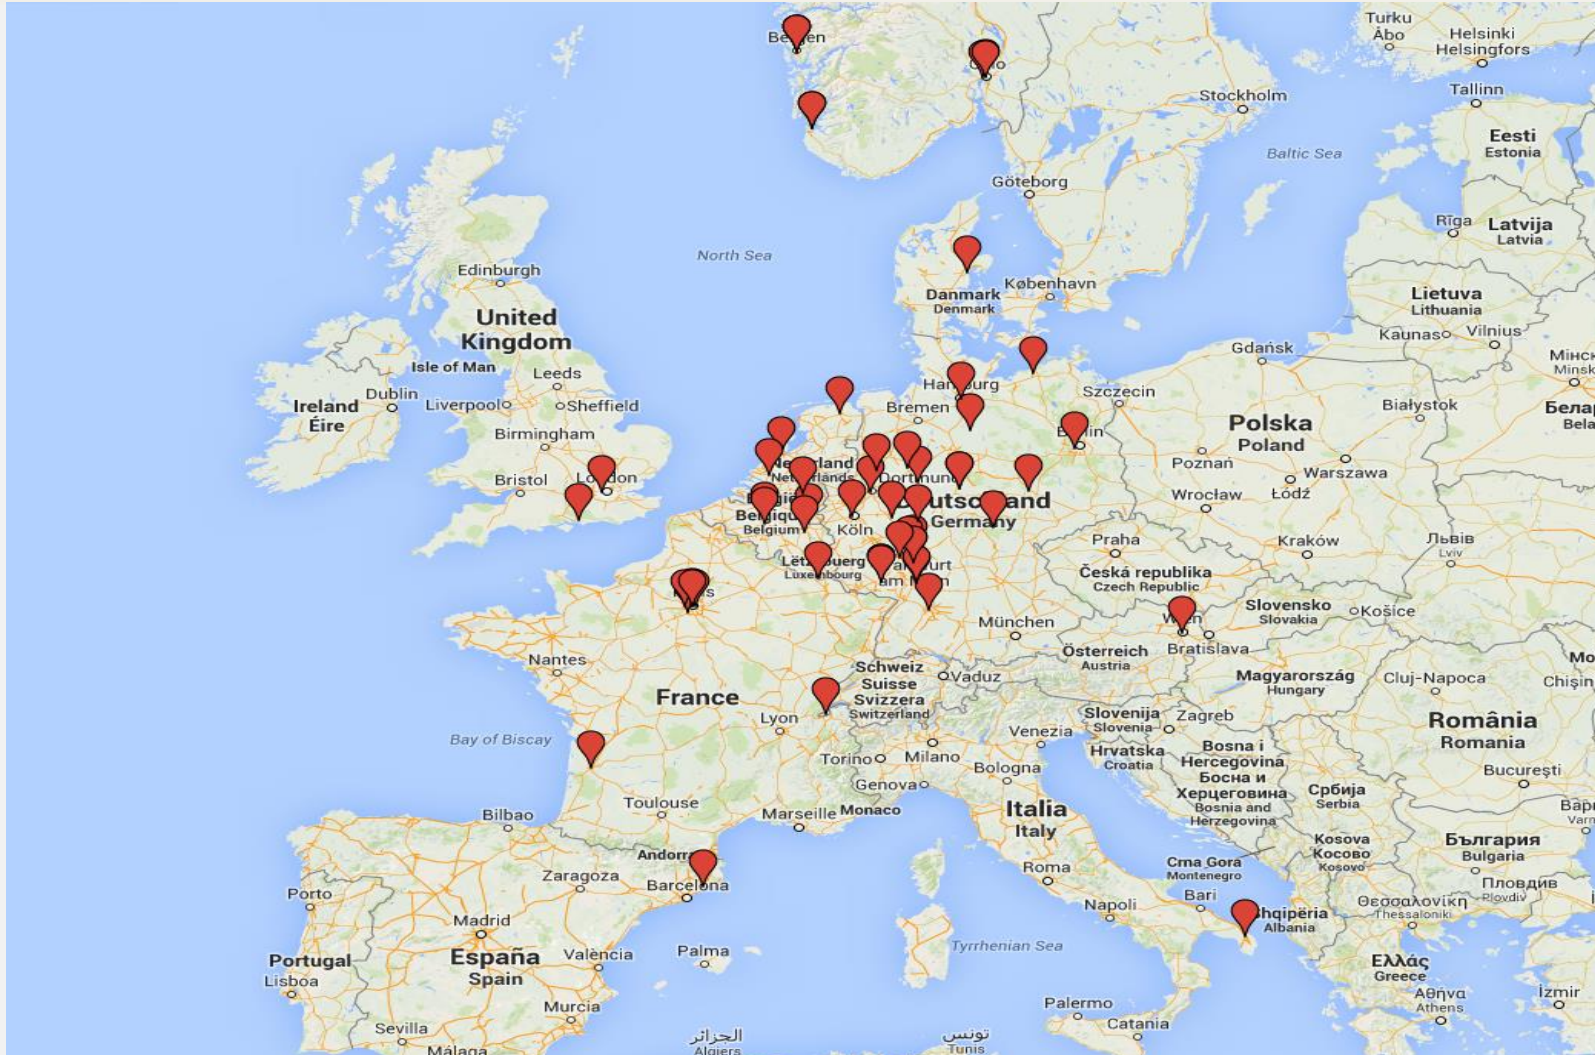 Turku
Åbo
Helsinki
Helsingfors
Tallinn
Stockholm
Eesti
Estonia
Baltic Sea
Göteborg
Rīga
Latvija
Latvia
North Sea
Edinburgh
København
Danmark
Denmark
Lietuva
Lithuania
United
Kingdom
Kaunas
Vilnius
Gdańsk
Isle of Man
Leeds
Dublin
Liverpool
Sheffield
Ireland
Éire
Bremen
Szczecin
Białystok
Polska
Poland
Birmingham
Poznań
Warszawa
Bristol
Wrocław
Łódź
Germany
Belgium
Köln
Praha
Kraków
Львів
Lviv
Luxembourg
Česká republika
Czech Republic
Slovensko
Slovakia
Košice
München
Österreich
Austria
Bratislava
Nantes
Schweiz
Suisse
Svizzera
Switzerland
Vaduz
Magyarország
Hungary
Cluj-Napoca
France
Lyon
Slovenija
Slovenia
Zagreb
România
Romania
Bay of Biscay
Torino
Milano
Venezia
Hrvatska
Croatia
Bosna i
Hercegovina
Босна и
Херцеговина
Bosnia and
Herzegovina
Bologna
Genova
București
Србија
Serbia
Toulouse
Bilbao
Marseille
Monaco
Italia
Italy
Kosova
Косово
Kosovo
България
Bulgaria
Crna Gora
Montenegro
Roma
Zaragoza
Barcelona
Porto
Bari
Пловдив
Plovdiv
Θεσσαλονίκη
Thessaloniki
Napoli
Shqipëria
Albania
Madrid
Palma
Tyrrhenian Sea
València
España
Spain
Portugal
Lisboa
Ελλάς
Greece
Αθήνα
Athens
İzmir
Murcia
Palermo
Catania
Sevilla
Málaga
الجزائر
Algiers
تونس
Tunis